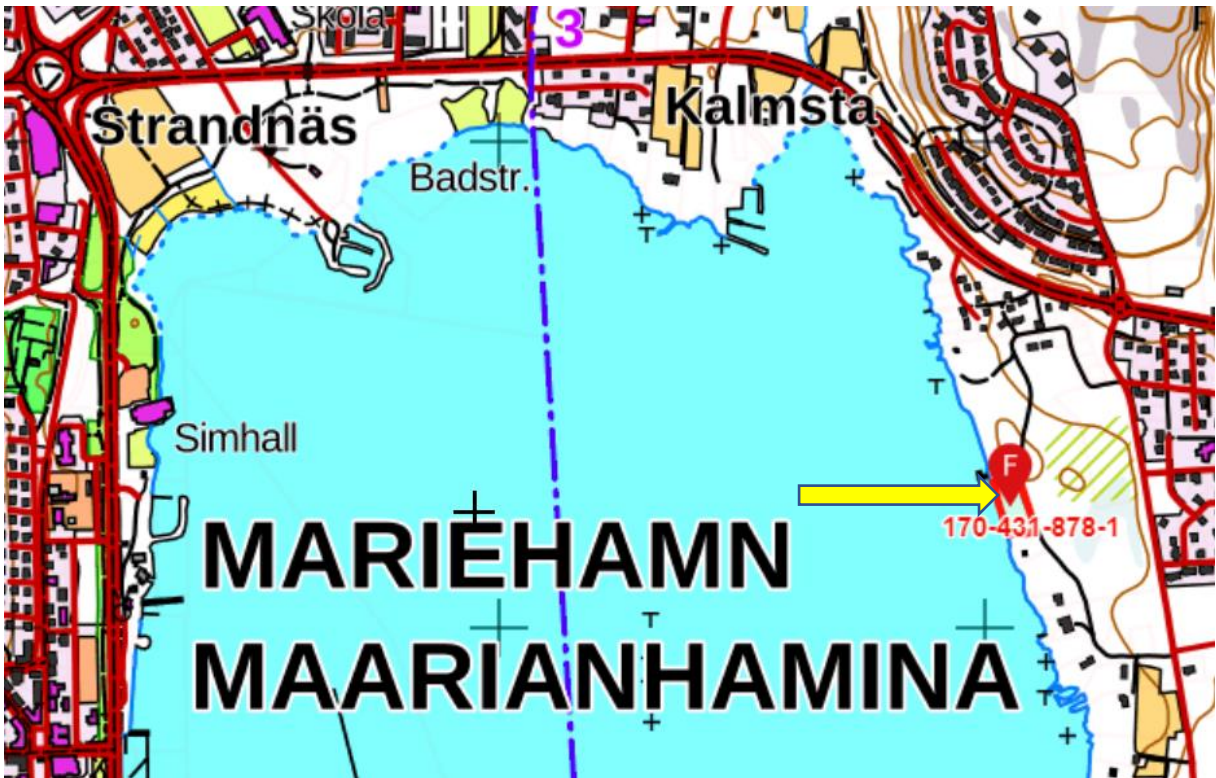 Skola
3
Strandnäs
Kalmsta
Badstr.
Simhall
F
170-431-878-1
MARIEHAMN
MAARIANHAMINA